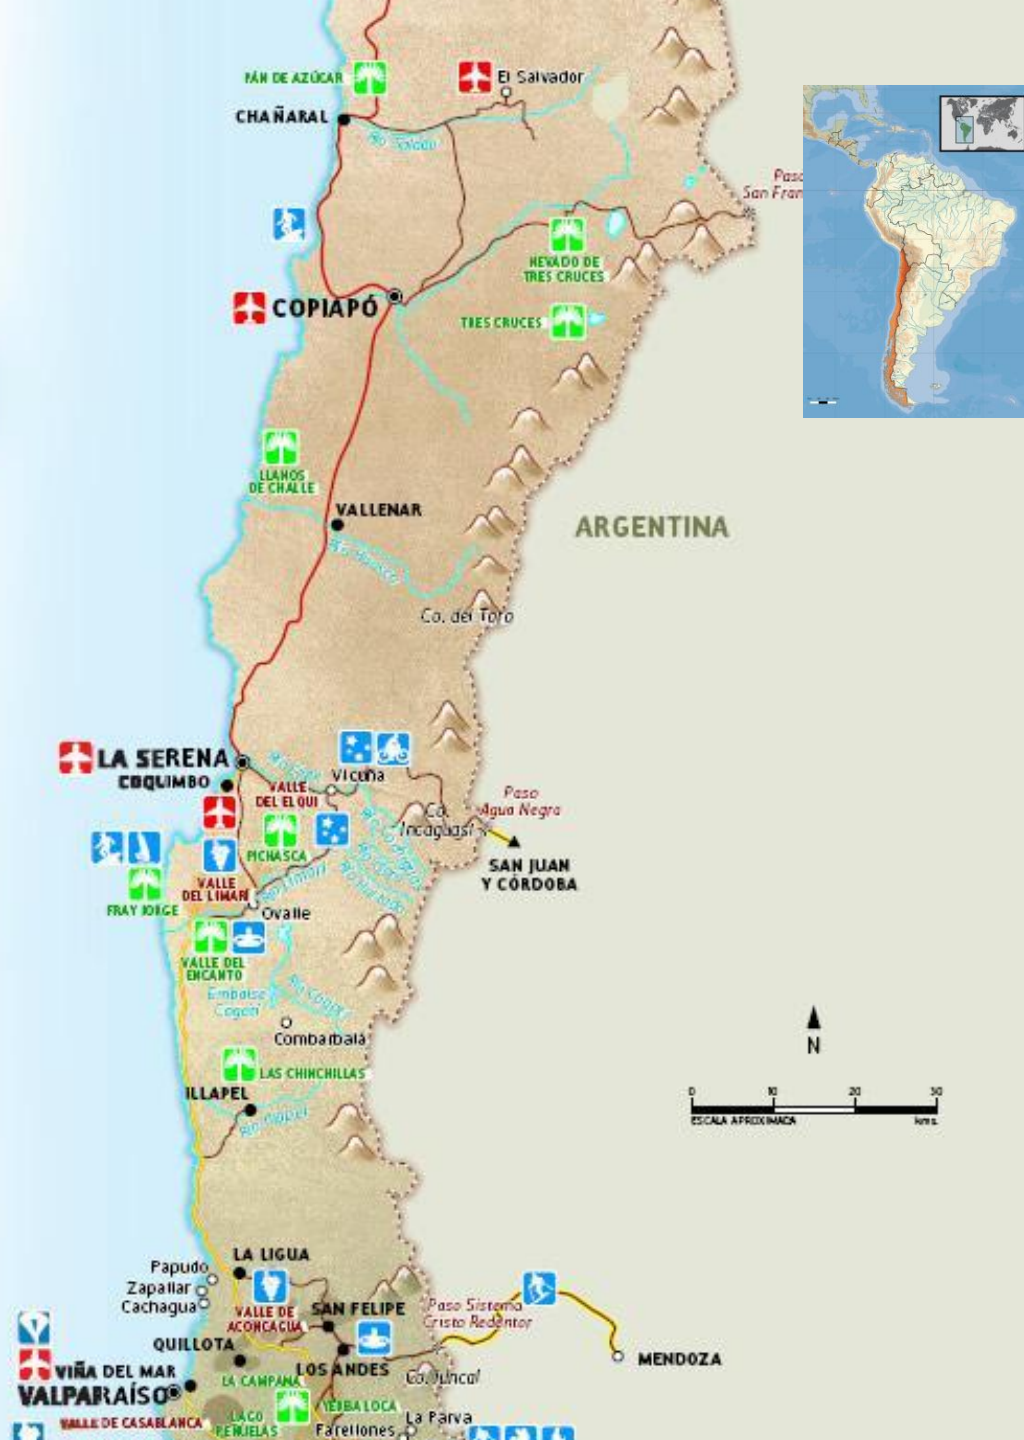 PÁN DE AZÚCAR
El Salvador
CHAÑARAL
Río Salado
Paso
San Fran
NEVADO DE
TRES CRUCES
COPIAPÓ
TRES CRUCES
LLANOS
DE CHALLE
VALLENAR
ARGENTINA
Co. del Toro
LA SERENA
COQUIMBO
Vicuña
VALLE
DEL ELQUI
Paso
Agua Negra
Co.
Incaguasi
PICHASCA
SAN JUAN
Y CÓRDOBA
VALLE
DEL LIMARÍ
Río Limarí
FRAY JORGE
Ovalle
VALLE DEL
ENCANTO
Embalse
Cogotí
Combarbalá
N
LAS CHINCHILLAS
ILLAPEL
0 10 20 30
ESCALA APROXIMADA kms.
LA LIGUA
Papudo
Zapallar
Cachagua
VALLE DE
ACONCAGUA
SAN FELIPE
Paso Sistema
Cristo Redentor
QUILLOTA
LOS ANDES
MENDOZA
VIÑA DEL MAR
Co. Juncal
LA CAMPANA
VALPARAÍSO
YERBA LOCA
VALLE DE CASABLANCA
LAGO
PEÑUELAS
La Parva
Farellones